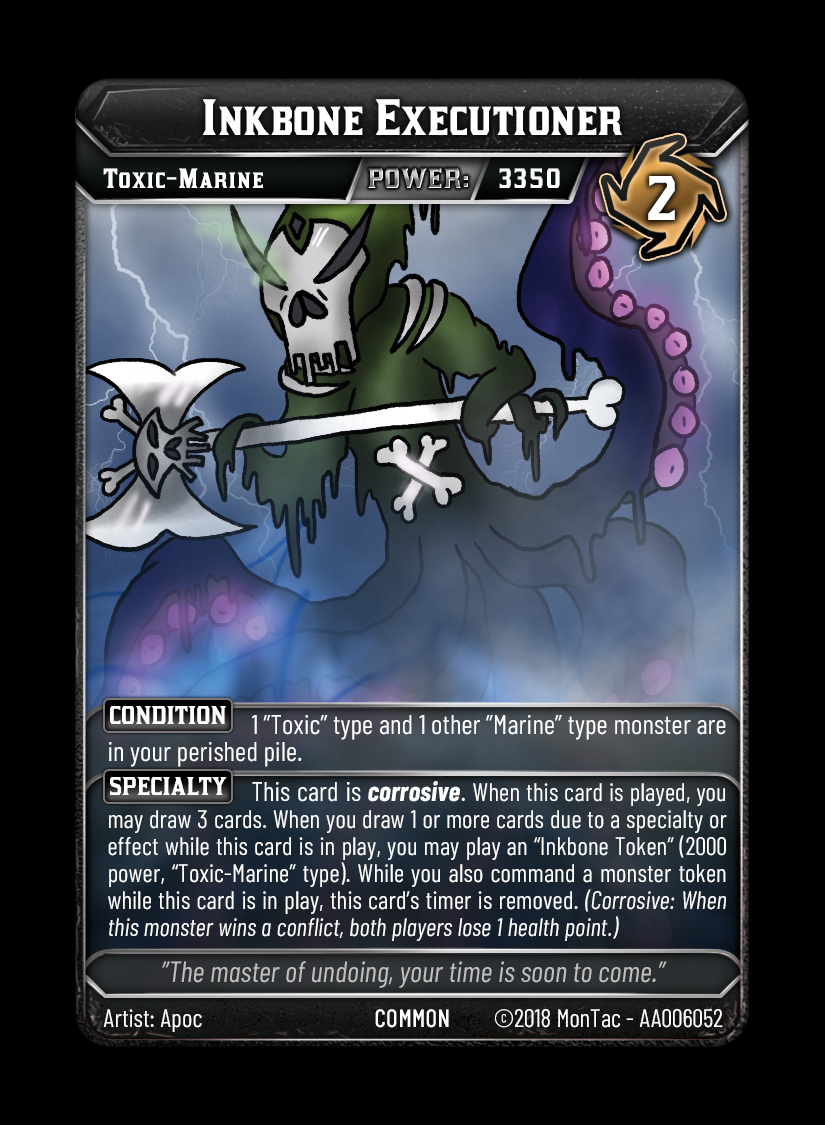 Inkbone Executioner
Toxic-Marine POWER: 3350 2
CONDITION 1 "Toxic" type and 1 other "Marine" type monster are
in your perished pile.
SPECIALTY This card is corrosive. When this card is played, you
may draw 3 cards. When you draw 1 or more cards due to a specialty or
effect while this card is in play, you may play an “Inkbone Token” (2000
power, “Toxic-Marine” type). While you also command a monster token
while this card is in play, this card’s timer is removed. (Corrosive: When
this monster wins a conflict, both players lose 1 health point.)
“The master of undoing, your time is soon to come.”
Artist: Apoc COMMON ©2018 MonTac - AA006052